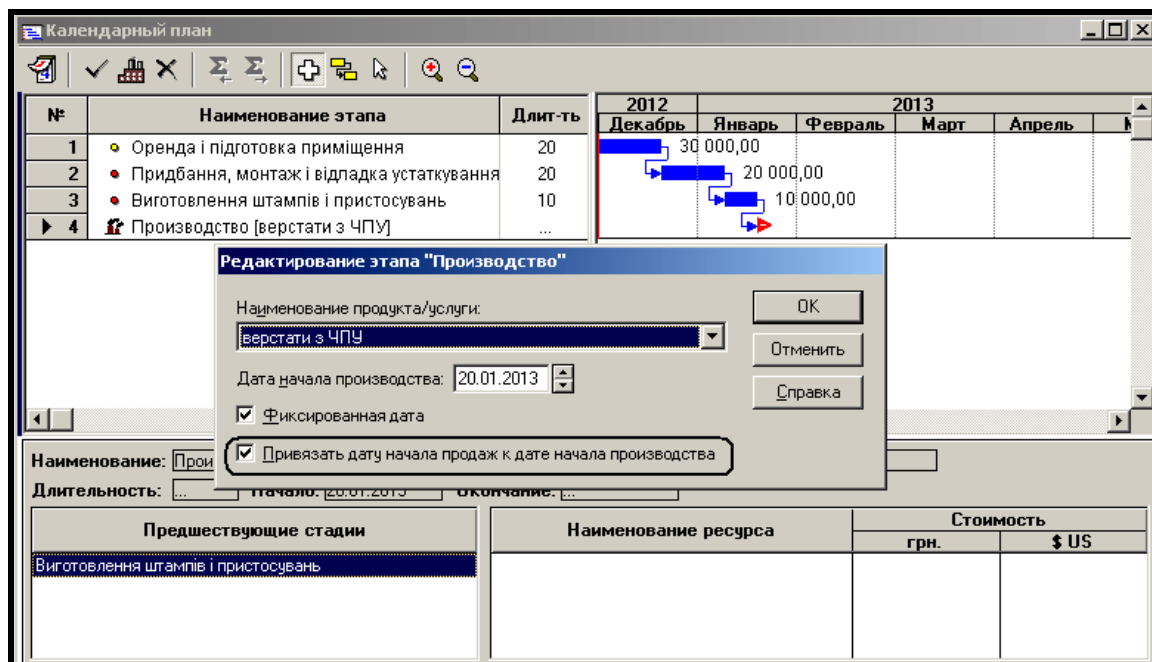 Календарный план
№ Наименование этапа Длит-ть 2012 2013
Декабрь Январь Февраль Март Апрель
1 Оренда і підготовка приміщення 20 30 000,00
2 Придбання, монтаж і відладка устаткування 20 20 000,00
3 Виготовлення штампів і пристосувань 10 10 000,00
4 Производство [верстати з ЧПУ] ...
Редактирование этапа "Производство"
Наименование продукта/услуги:
верстати з ЧПУ
OK
Отменить
Дата начала производства: 20.01.2013
Справка
Фиксированная дата
Привязать дату начала продаж к дате начала производства
Наименование: Прои
Длительность: ... Начало: 20.01.2013 Окончание: ...
Предшествующие стадии Наименование ресурса Стоимость
грн. $ US
Виготовлення штампів і пристосувань